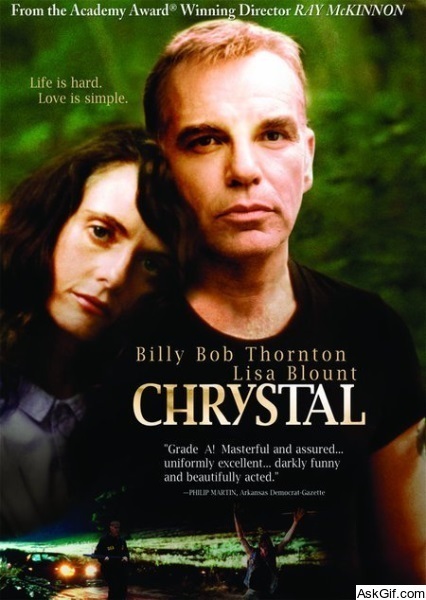 From the Academy Award® Winning Director RAY McKINNON
Life is hard.
Love is simple.
Billy Bob Thornton
Lisa Blount
CHRYSTAL
"Grade A! Masterful and assured...
uniformly excellent... darkly funny
and beautifully acted."
—PHILIP MARTIN, Arkansas Democrat-Gazette
AskGif.com